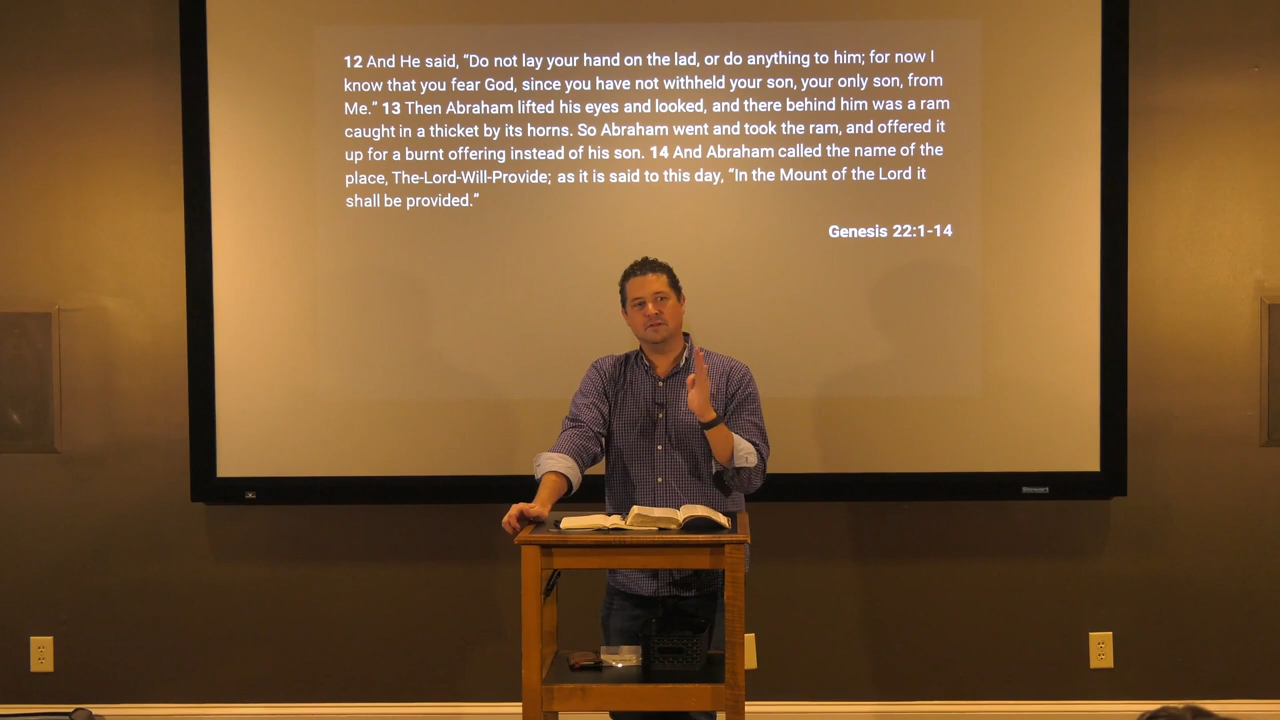 12 And He said, “Do not lay your hand on the lad, or do anything to him; for now I
know that you fear God, since you have not withheld your son, your only son, from
Me.” 13 Then Abraham lifted his eyes and looked, and there behind him was a ram
caught in a thicket by its horns. So Abraham went and took the ram, and offered it
up for a burnt offering instead of his son. 14 And Abraham called the name of the
place, The-Lord-Will-Provide; as it is said to this day, “In the Mount of the Lord it
shall be provided.”
Genesis 22:1-14
Stewart